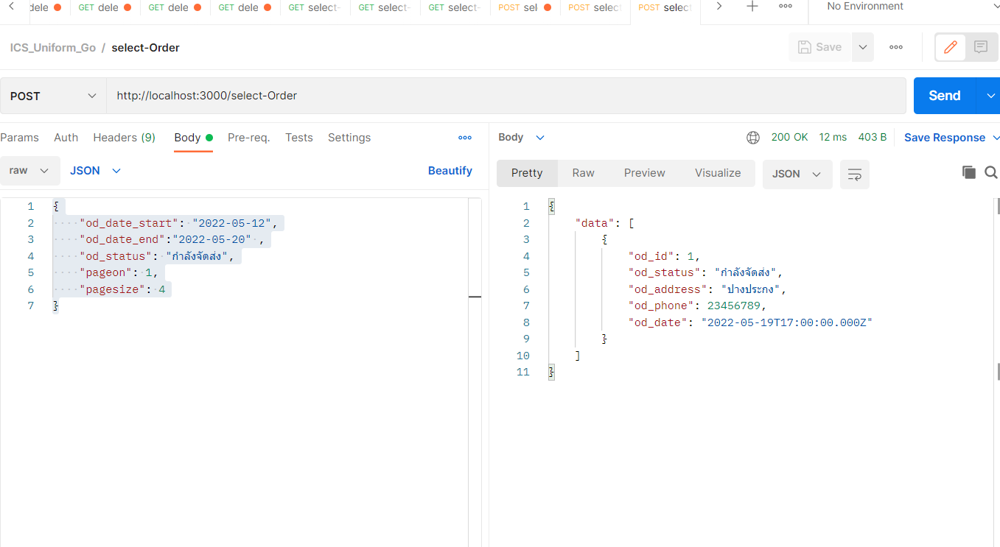 dele GET dele GET dele GET dele GET select- GET select- GET select- POST sel POST select POST select No Environment
ICS_Uniform_Go / select-Order
Save
POST http://localhost:3000/select-Order Send
Params Auth Headers (9) Body Pre-req. Tests Settings
raw JSON Beautify
1 {
2 "od_date_start": "2022-05-12",
3 "od_date_end":"2022-05-20" ,
4 "od_status": "กำลังจัดส่ง",
5 "pageon": 1,
6 "pagesize": 4
7 }
Body 200 OK 12 ms 403 B Save Response
Pretty Raw Preview Visualize JSON
1 {
2 "data": [
3 {
4 "od_id": 1,
5 "od_status": "กำลังจัดส่ง",
6 "od_address": "ปางประกง",
7 "od_phone": 23456789,
8 "od_date": "2022-05-19T17:00:00.000Z"
9 }
10 ]
11 }